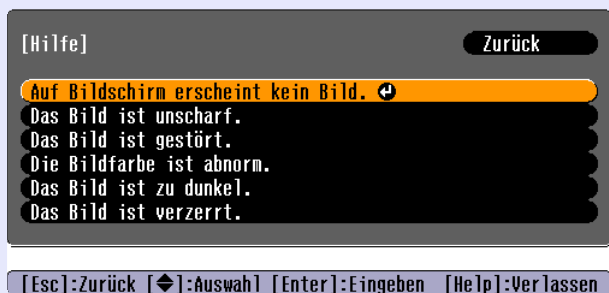 [Hilfe] Zurück
Auf Bildschirm erscheint kein Bild.
Das Bild ist unscharf.
Das Bild ist gestört.
Die Bildfarbe ist abnorm.
Das Bild ist zu dunkel.
Das Bild ist verzerrt.
[Esc]:Zurück [◆]:Auswahl [Enter]:Eingeben [Help]:Verlassen